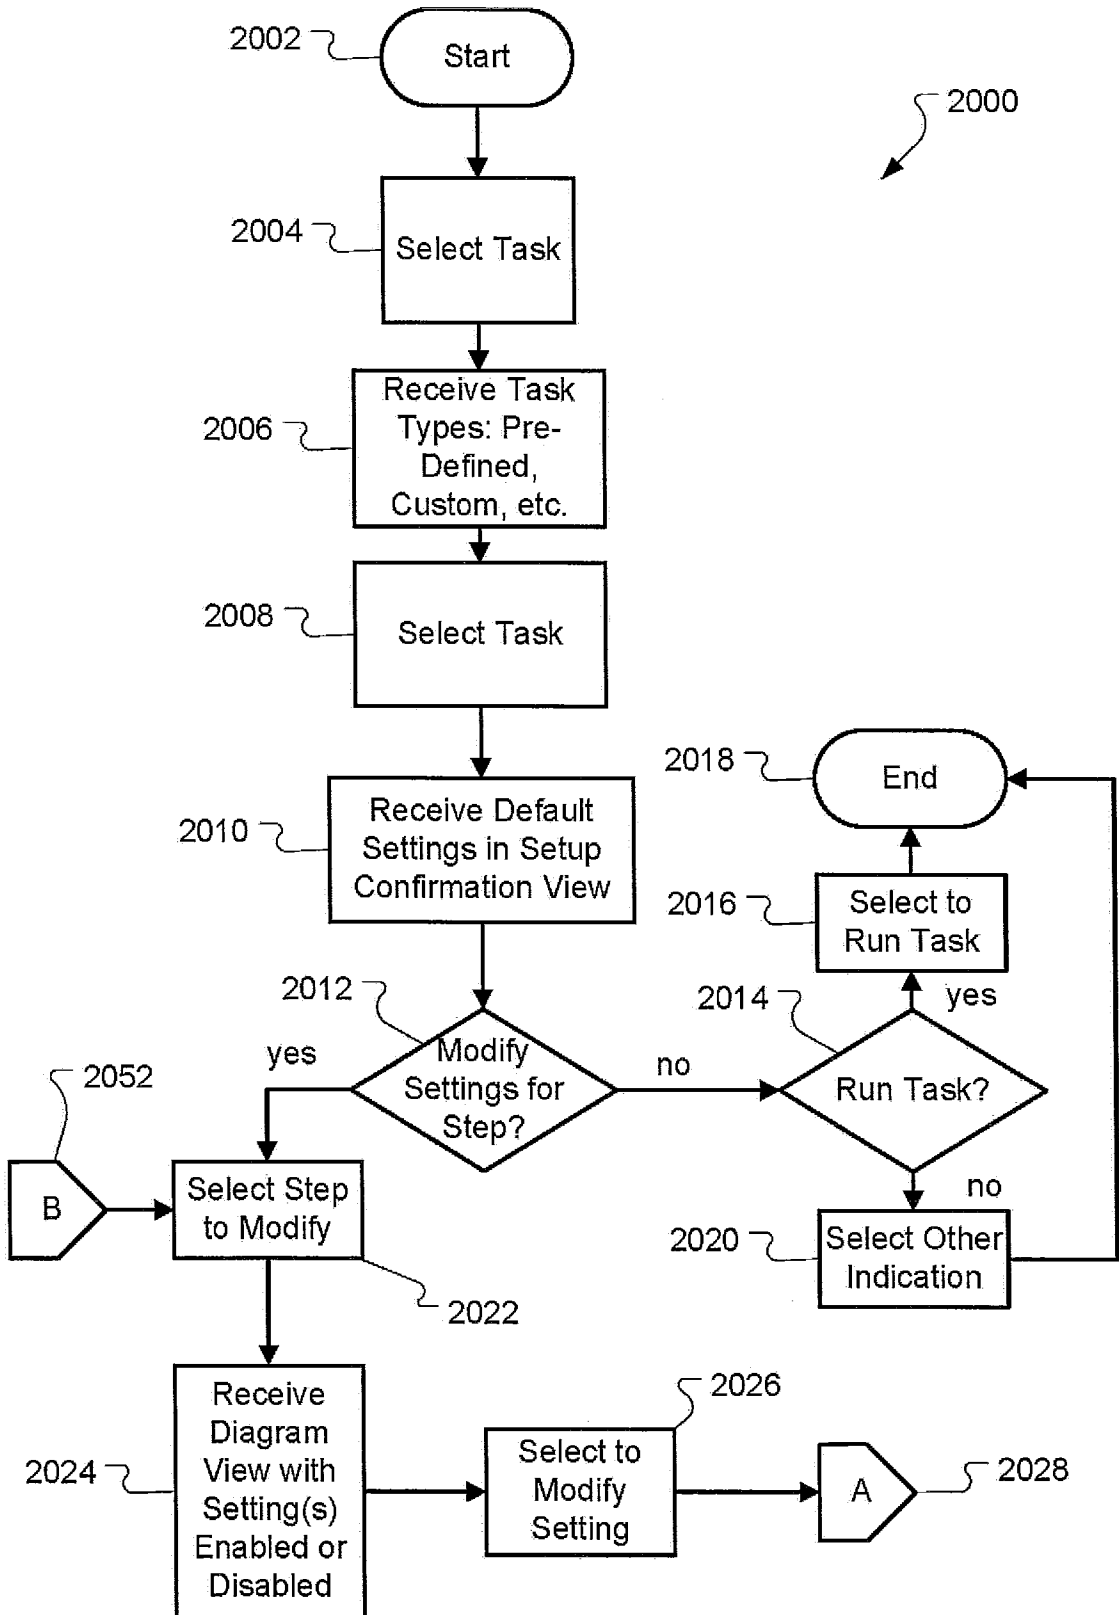 2002
Start
2000
2004
Select Task
2006
Receive Task
Types: Pre-
Defined,
Custom, etc.
2008
Select Task
2018
End
2010
Receive Default
Settings in Setup
Confirmation View
2016
Select to
Run Task
2012
2014
yes
yes
Modify
Settings for
Step?
no
Run Task?
2052
B
Select Step
to Modify
no
2020
Select Other
Indication
2022
2024
Receive
Diagram
View with
Setting(s)
Enabled or
Disabled
2026
Select to
Modify
Setting
A
2028